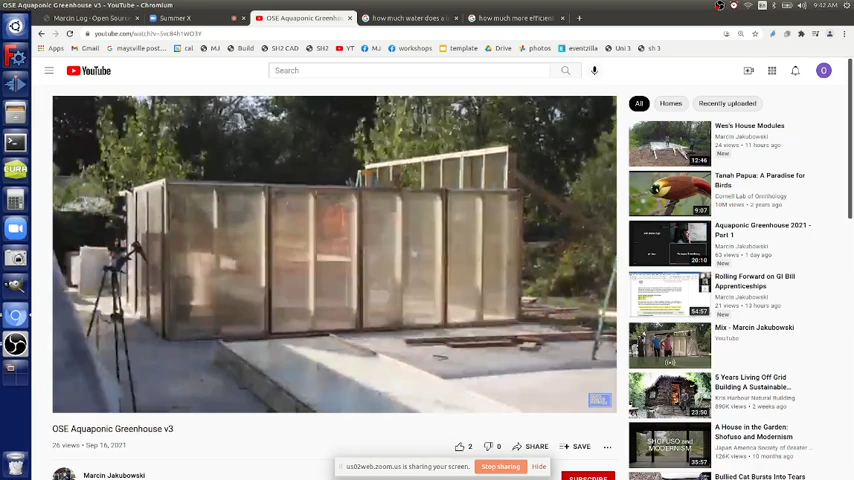 OSE Aquaponic Greenhouse v3 - YouTube - Chromium
9:42 AM
Marcin Log - Open Sourc
Summer X
OSE Aquaponic Greenhou
how much water does a l
how much more efficient
youtube.com/watch?v=5vc84h1WO3Y
Apps
Gmail
maysville po...
cal
MJ
Build
SH2 CAD
SH2
YT
MJ
workshops
template
Drive
photos
eventzilla
Uni 3
sh 3
YouTube
Search
All
Homes
Recently uploaded
Wes's House Modules
Marcin Jakubowski
24 views • 11 hours ago
New
12:46
Tanah Papua: A Paradise for
Birds
Cornell Lab of Ornithology
10M views • 2 years ago
9:07
Aquaponic Greenhouse 2021 -
Part 1
Marcin Jakubowski
63 views • 1 day ago
New
20:10
Rolling Forward on GI Bill
Apprenticeships
Marcin Jakubowski
21 views • 13 hours ago
New
54:57
Mix - Marcin Jakubowski
YouTube
5 Years Living Off Grid
Building A Sustainable...
Kris Harbour Natural Building
890K views • 2 weeks ago
23:50
A House in the Garden:
Shofuso and Modernism
Japan America Society of Greater ...
126K views • 10 months ago
SHOFUSO and
MODERNISM
35:57
Bullied Cat Bursts Into Tears
OSE Aquaponic Greenhouse v3
26 views • Sep 16, 2021
2
0
SHARE
SAVE
us02web.zoom.us is sharing your screen.
Stop sharing
Hide
Marcin Jakubowski
SUBSCRIBE